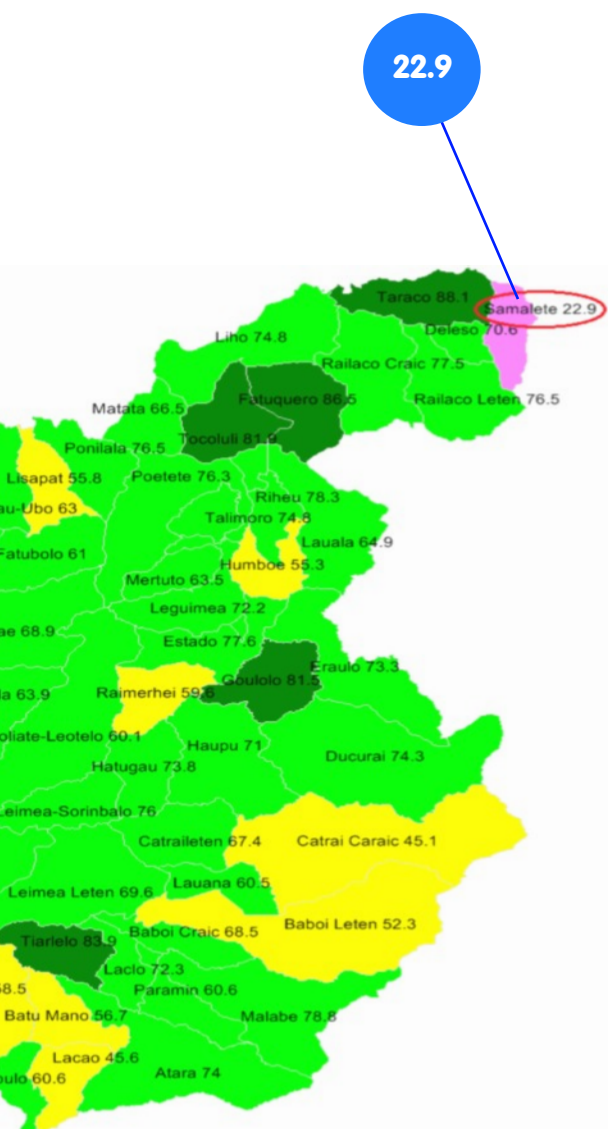 22.9
Taraco 88.1
Samalete 22.9
Deleso 70.6
Liho 74.8
Railaco Craic 77.5
Fatuquero 86.5
Railaco Leten 76.5
Matata 66.5
Tocoluli 81.9
Ponilala 76.5
Lisapat 55.8
Poetete 76.3
Riheu 78.3
au-Ubo 63
Talimoro 74.8
Lauala 64.9
Fatubolo 61
Humboe 55.3
Mertuto 63.5
Leguimea 72.2
ae 68.9
Estado 77.6
Eraulo 73.3
Goulolo 81.5
la 63.9
Raimerhei 59.6
oliate-Leotelo 60.1
Haupu 71
Ducurai 74.3
Hatugau 73.8
Leimea-Sorinbalo 76
Catraileten 67.4
Catrai Caraic 45.1
Lauana 60.5
Leimea Leten 69.6
Baboi Leten 52.3
Baboi Craic 68.5
Tiarlelo 83.9
Laclo 72.3
58.5
Paramin 60.6
Batu Mano 56.7
Malabe 78.8
Lacao 45.6
ulo 60.6
Atara 74